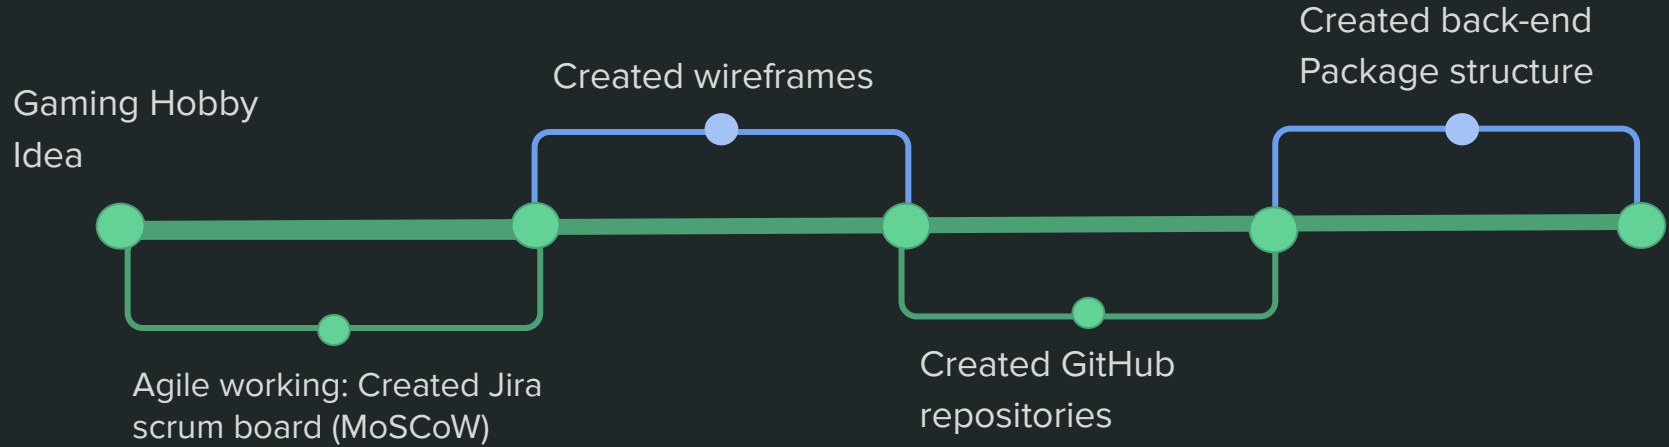 Gaming Hobby
Idea
Agile working: Created Jira
scrum board (MoSCoW)
Created wireframes
Created GitHub
repositories
Created back-end
Package structure